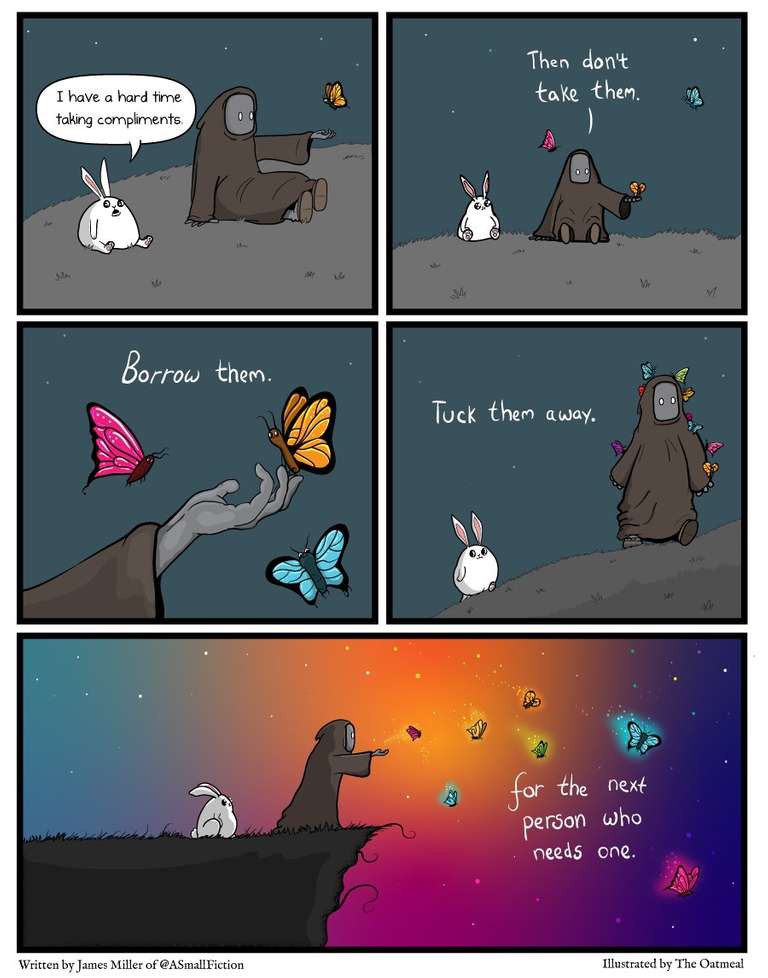 I have a hard time
taking compliments.
Then don't
take them.
Borrow them.
Tuck them away.
for the next
person who
needs one.
Written by James Miller of @ASmallFiction
Illustrated by The Oatmeal